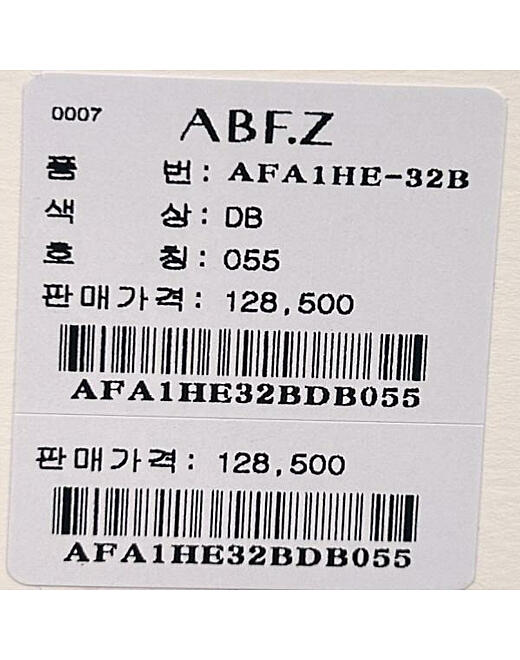 0007
ABF.Z
품 번 : AFA1HE-32B
색 상 : DB
호 칭 : 055
판매가격 : 128,500
AFA1HE32BDB055
판매가격 : 128,500
AFA1HE32BDB055